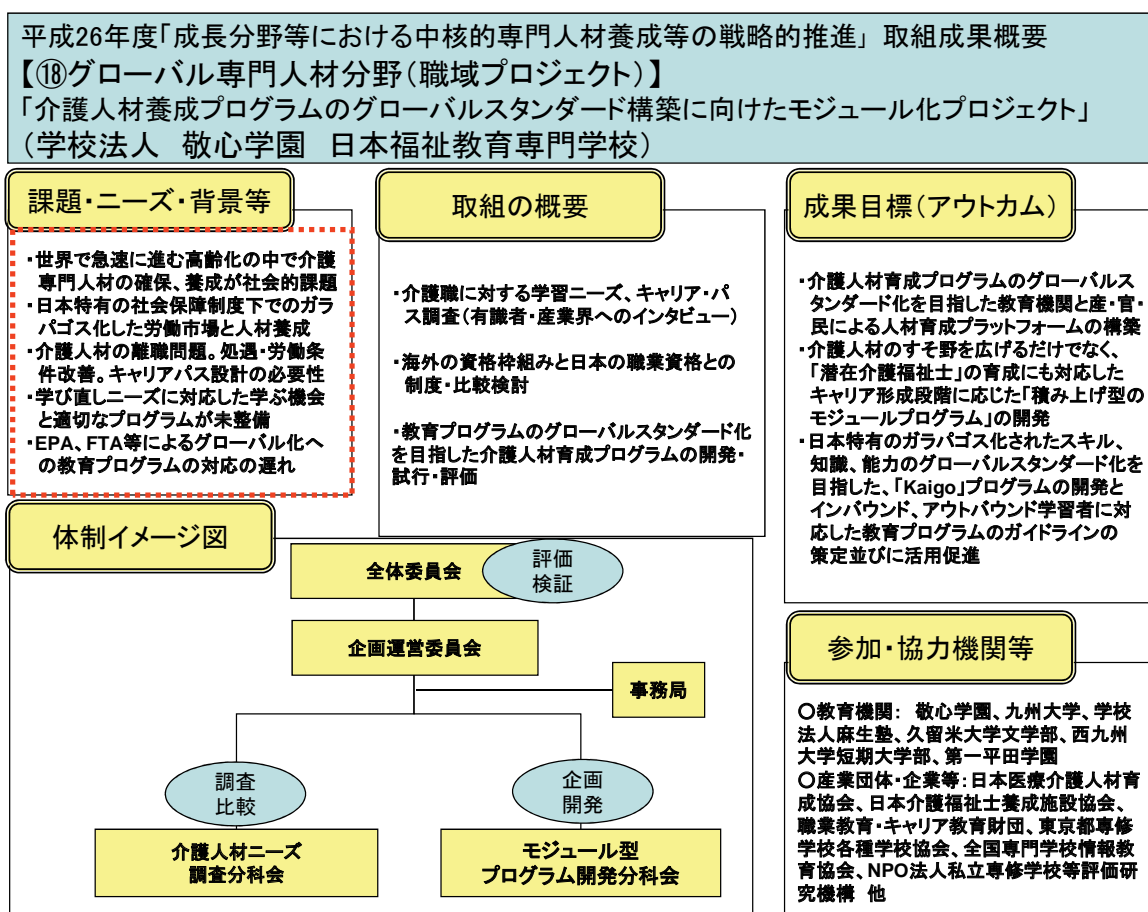 平成26年度「成長分野等における中核的専門人材養成等の戦略的推進」 取組成果概要
【⑱グローバル専門人材分野(職域プロジェクト)】
「介護人材養成プログラムのグローバルスタンダード構築に向けたモジュール化プロジェクト」
(学校法人 敬心学園 日本福祉教育専門学校)
課題・ニーズ・背景等
・世界で急速に進む高齢化の中で介護
専門人材の確保、養成が社会的課題
・日本特有の社会保障制度下でのガラ
パゴス化した労働市場と人材養成
・介護人材の離職問題。処遇・労働条
件改善。キャリアパス設計の必要性
・学び直しニーズに対応した学ぶ機会
と適切なプログラムが未整備
・EPA、FTA等によるグローバル化へ
の教育プログラムの対応の遅れ
取組の概要
・介護職に対する学習ニーズ、キャリア・パ
ス調査(有識者・産業界へのインタビュー)
・海外の資格枠組みと日本の職業資格との
制度・比較検討
・教育プログラムのグローバルスタンダード化
を目指した介護人材育成プログラムの開発・
試行・評価
成果目標(アウトカム)
・介護人材育成プログラムのグローバルス
タンダード化を目指した教育機関と産・官・
民による人材育成プラットフォームの構築
・介護人材のすそ野を広げるだけでなく、
「潜在介護福祉士」の育成にも対応した
キャリア形成段階に応じた「積み上げ型の
モジュールプログラム」の開発
・日本特有のガラパゴス化されたスキル、
知識、能力のグローバルスタンダード化を
目指した、「Kaigo」プログラムの開発と
インバウンド、アウトバウンド学習者に対
応した教育プログラムのガイドラインの
策定並びに活用促進
体制イメージ図
全体委員会
評価
検証
企画運営委員会
事務局
調査
比較
企画
開発
介護人材ニーズ
調査分科会
モジュール型
プログラム開発分科会
参加・協力機関等
○教育機関: 敬心学園、九州大学、学校
法人麻生塾、久留米大学文学部、西九州
大学短期大学部、第一平田学園
○産業団体・企業等:日本医療介護人材育
成協会、日本介護福祉士養成施設協会、
職業教育・キャリア教育財団、東京都専修
学校各種学校協会、全国専門学校情報教
育協会、NPO法人私立専修学校等評価研
究機構 他